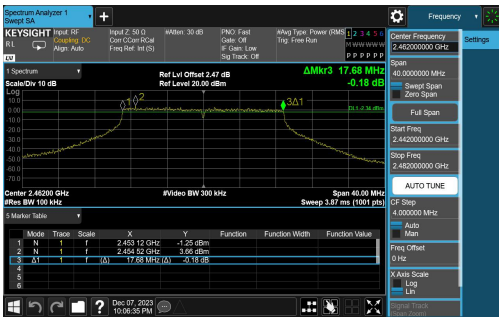 Spectrum Analyzer 1
Swept SA
Frequency
KEYSIGHT Input: RF Input Z: 50 Ω #Atten: 30 dB PNO: Fast #Avg Type: Power (RMS) 1 2 3 4 5 6
RL Coupling: DC Corr CCorr RCal Gate: Off Trig: Free Run M W W W W W
Align: Auto Freq Ref: Int (S) IF Gain: Low P P P P P P
Sig Track: Off
LV
1 Spectrum
Ref Lvl Offset 2.47 dB ΔMkr3 17.68 MHz
Scale/Div 10 dB Ref Level 20.00 dBm -0.18 dB
Log
10.0
0.00
-10.0
-20.0
-30.0
-40.0
-50.0
-60.0
-70.0
1 2 3Δ1
Center 2.46200 GHz #Video BW 300 kHz Span 40.00 MHz
#Res BW 100 kHz Sweep 3.87 ms (1001 pts)
5 Marker Table
Mode Trace Scale X Y Function Function Width Function Value
1 N 1 f 2.453 12 GHz -1.25 dBm
2 N 1 f 2.454 52 GHz 3.66 dBm
3 Δ1 1 f (Δ) 17.68 MHz (Δ) -0.18 dB
4
5
6
Dec 07, 2023
10:06:35 PM
Center Frequency
2.462000000 GHz
Span
40.0000000 MHz
Swept Span
Zero Span
Full Span
Start Freq
2.442000000 GHz
Stop Freq
2.482000000 GHz
AUTO TUNE
CF Step
4.000000 MHz
Auto
Man
Freq Offset
0 Hz
X Axis Scale
Log
Lin
Signal Track
(Span Zoom)
Settings